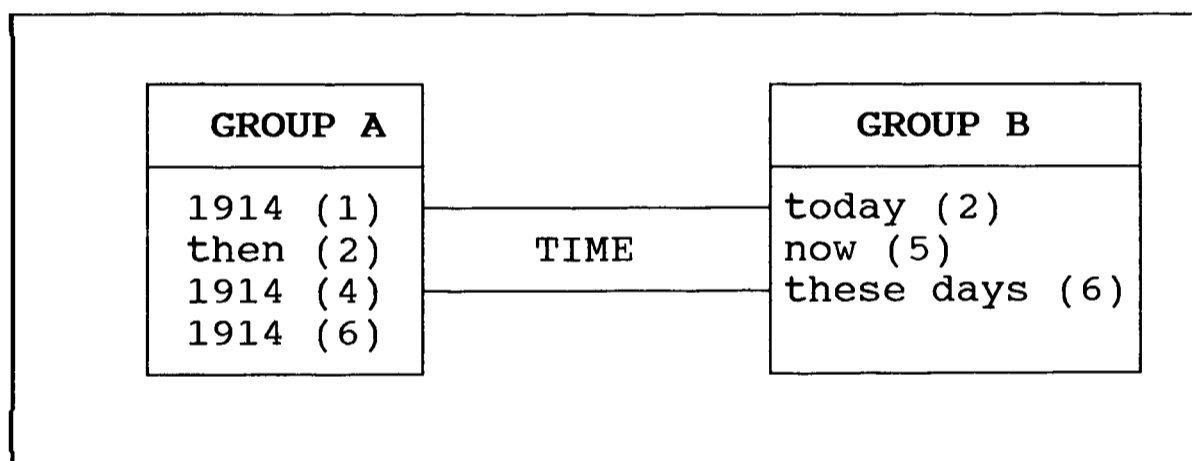 GROUP A
1914 (1)
then (2)
1914 (4)
1914 (6)
TIME
GROUP B
today (2)
now (5)
these days (6)